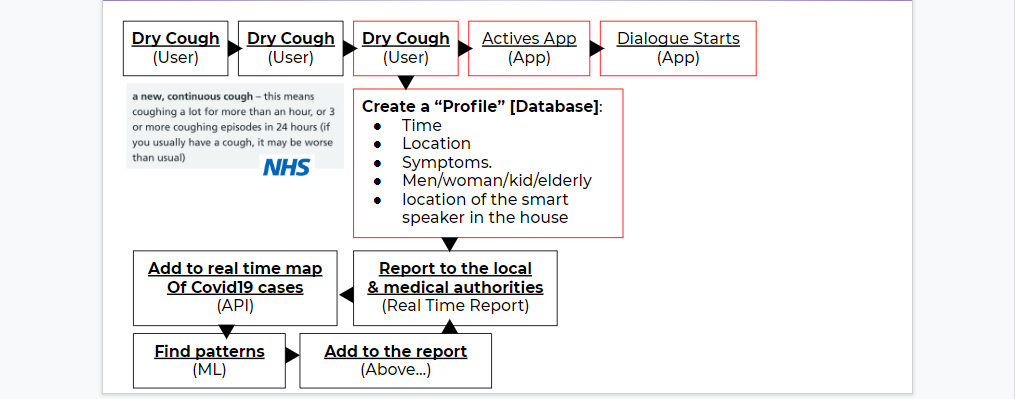 Dry Cough
(User)
Dry Cough
(User)
Dry Cough
(User)
Actives App
(App)
Dialogue Starts
(App)
a new, continuous cough – this means
coughing a lot for more than an hour, or 3
or more coughing episodes in 24 hours (if
you usually have a cough, it may be worse
than usual)
NHS
Create a “Profile” [Database]:
● Time
● Location
● Symptoms.
● Men/woman/kid/elderly
● location of the smart
speaker in the house
Add to real time map
Of Covid19 cases
(API)
Report to the local
& medical authorities
(Real Time Report)
Find patterns
(ML)
Add to the report
(Above...)